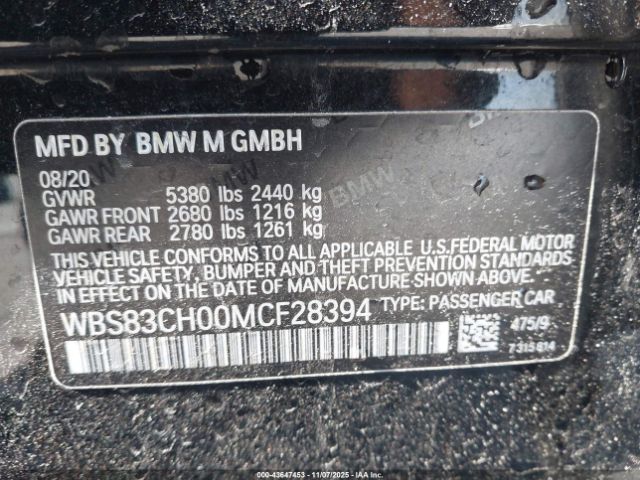 MFD BY BMW M GMBH
08/20
GVWR 5380 lbs 2440 kg
GAWR FRONT 2680 lbs 1216 kg
GAWR REAR 2780 lbs 1261 kg
THIS VEHICLE CONFORMS TO ALL APPLICABLE U.S.FEDERAL MOTOR
VEHICLE SAFETY, BUMPER AND THEFT PREVENTION STANDARDS
IN EFFECT ON THE DATE OF MANUFACTURE SHOWN ABOVE.
WBS83CH00MCF28394 TYPE: PASSENGER CAR
475/9
7315614
000-43647453 11/07/2025 IAA Inc.